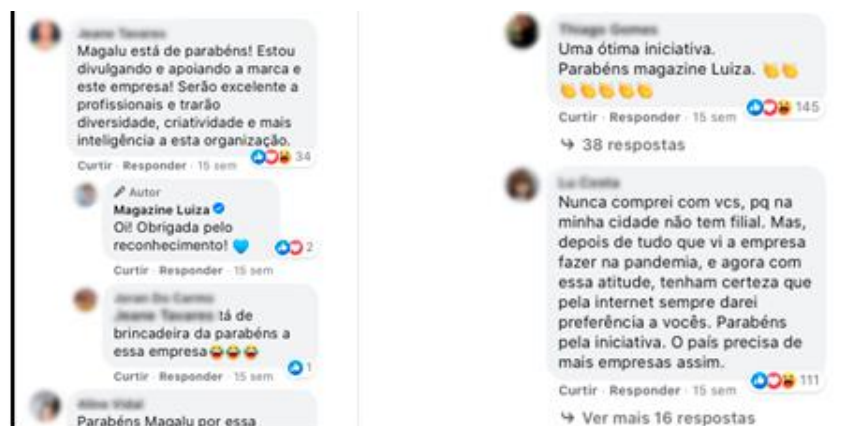 Magalu está de parabéns! Estou
divulgando e apoiando a marca e
este empresa! Serão excelente a
profissionais e trarão
diversidade, criatividade e mais
inteligência a esta organização.
34
Curtir · Responder · 15 sem
Autor
Magazine Luiza
Oi! Obrigada pelo
reconhecimento! 💙
2
Curtir · Responder · 15 sem
tá de
brincadeira da parabéns a
essa empresa😂😂😂
1
Curtir · Responder · 15 sem
Parabéns Magalu por essa
Uma ótima iniciativa.
Parabéns magazine Luiza. 👏👏
👏👏👏👏👏
145
Curtir · Responder · 15 sem
38 respostas
Nunca comprei com vcs, pq na
minha cidade não tem filial. Mas,
depois de tudo que vi a empresa
fazer na pandemia, e agora com
essa atitude, tenham certeza que
pela internet sempre darei
preferência a vocês. Parabéns
pela iniciativa. O país precisa de
mais empresas assim.
111
Curtir · Responder · 15 sem
Ver mais 16 respostas